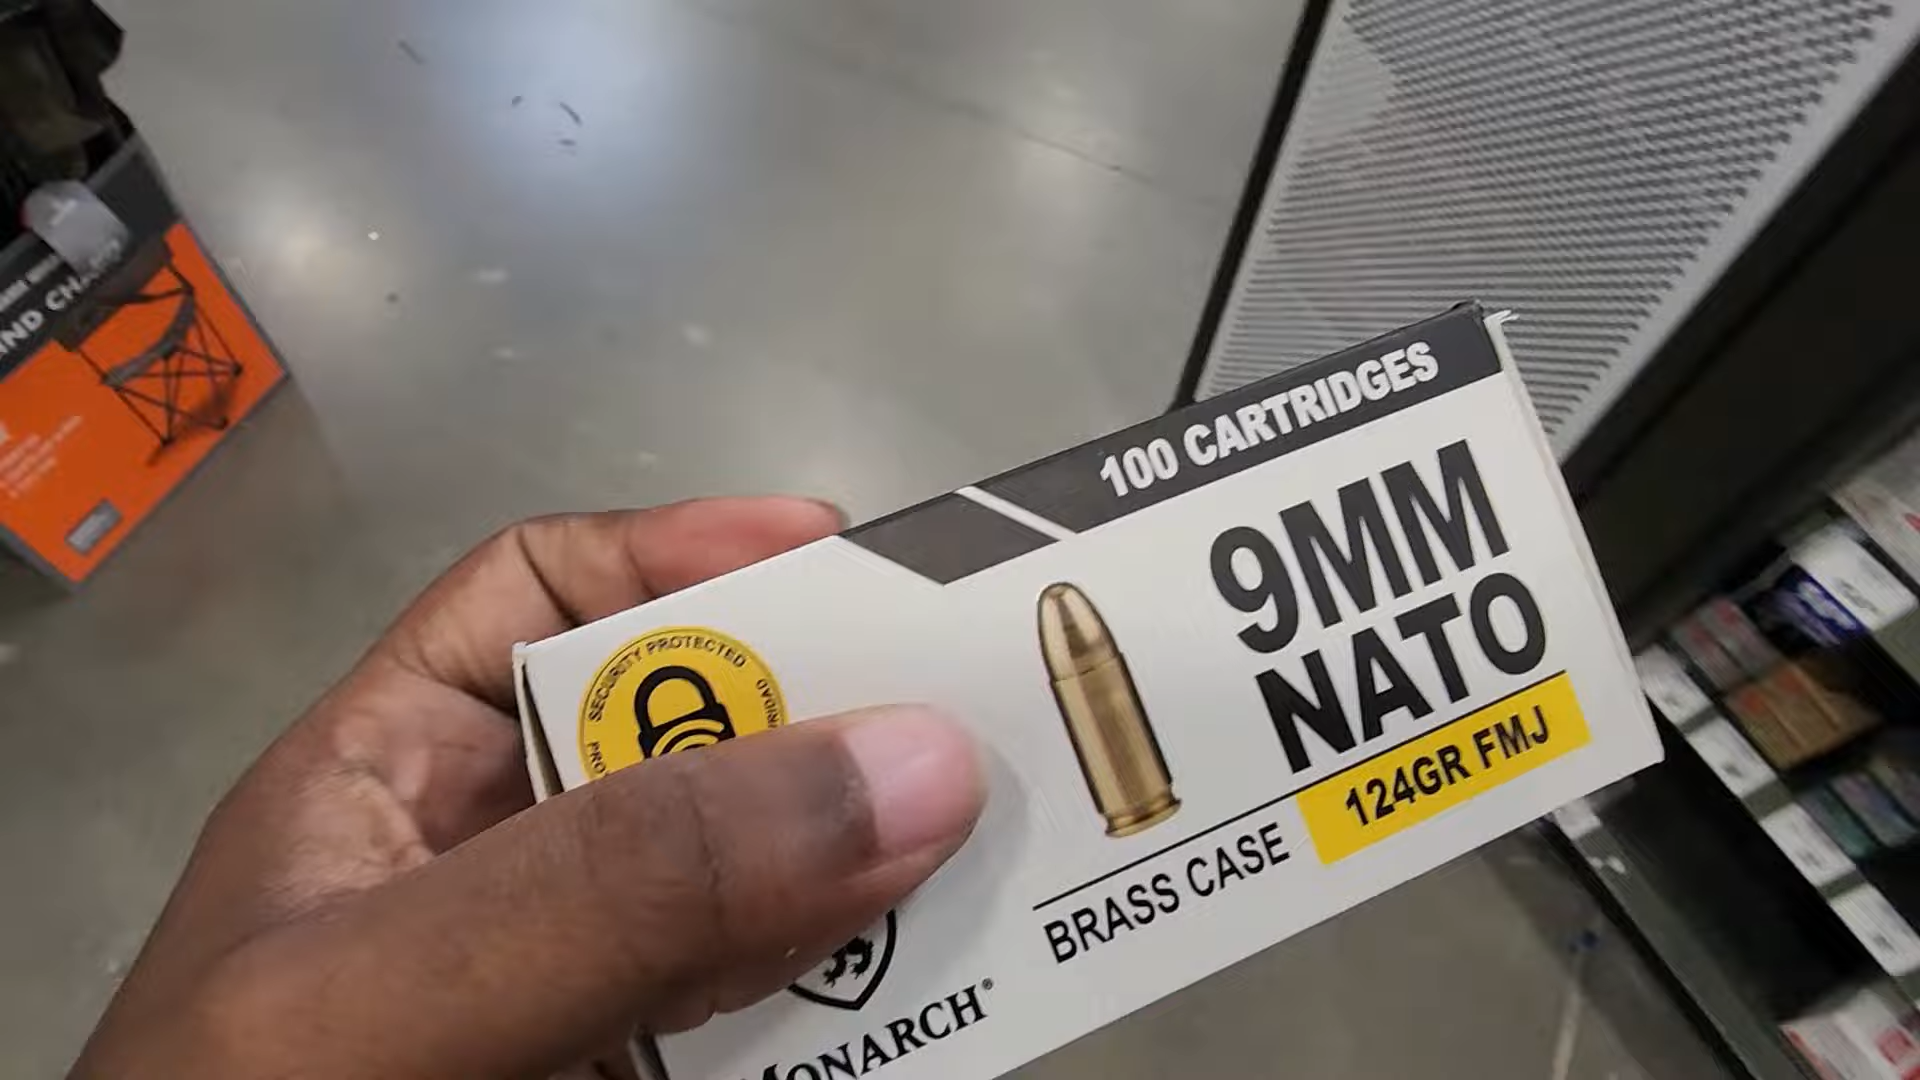 100 CARTRIDGES
9MM
NATO
124GR FMJ
BRASS CASE
SECURITY PROTECTED
MONARCH®